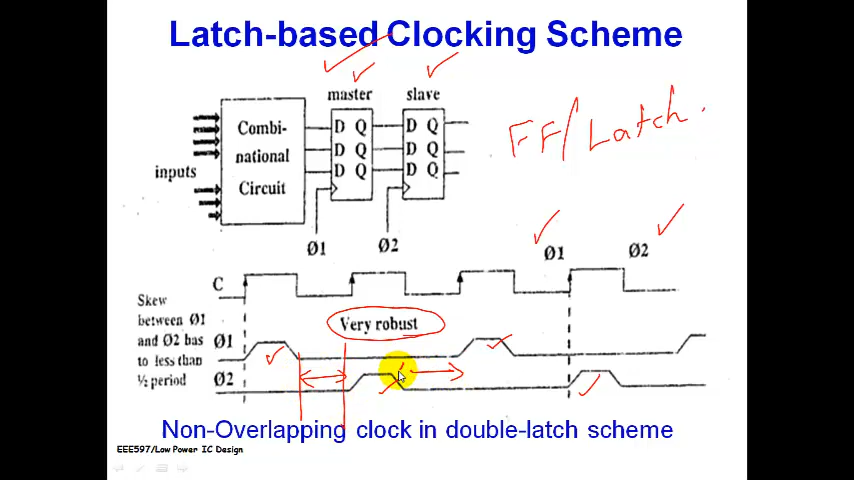 Latch-based Clocking Scheme
master slave
FF/Latch.
D Q D Q
D Q D Q
D Q D Q
Combi-
national
Circuit
inputs
Ø1 Ø2
Ø1 Ø2
C
Skew
between Ø1
and Ø2 has
to less than
½ period
Ø1
Ø2
Very robust
Non-Overlapping clock in double-latch scheme
EEE597/Low Power IC Design